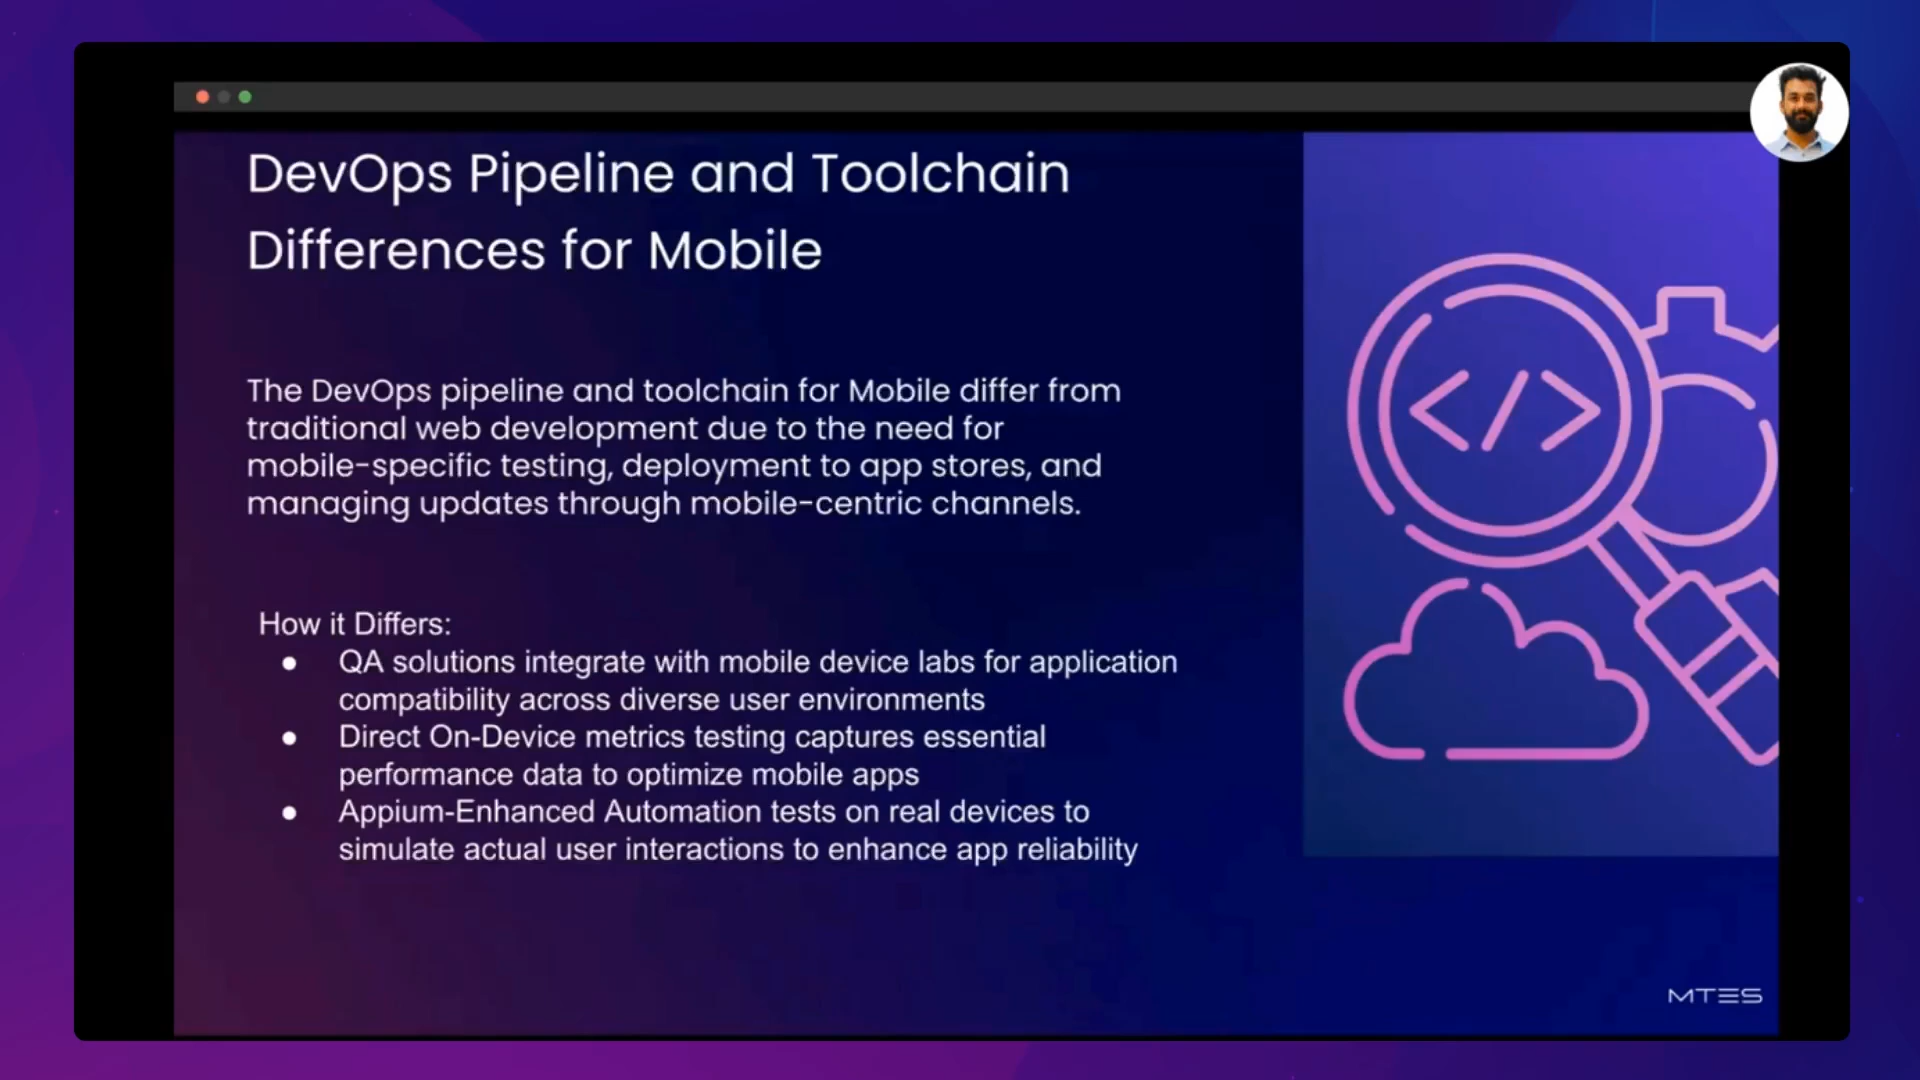 DevOps Pipeline and Toolchain
Differences for Mobile
The DevOps pipeline and toolchain for Mobile differ from
traditional web development due to the need for
mobile-specific testing, deployment to app stores, and
managing updates through mobile-centric channels.
How it Differs:
● QA solutions integrate with mobile device labs for application
compatibility across diverse user environments
● Direct On-Device metrics testing captures essential
performance data to optimize mobile apps
● Appium-Enhanced Automation tests on real devices to
simulate actual user interactions to enhance app reliability
</>
MTES